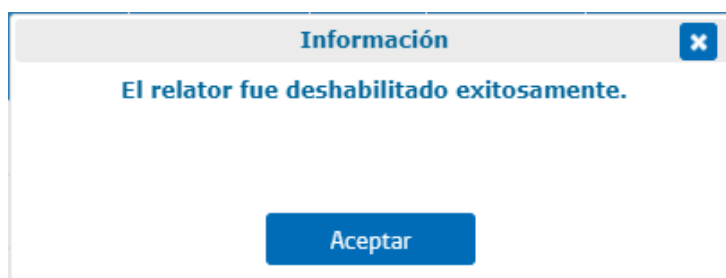 Información
El relator fue deshabilitado exitosamente.
Aceptar